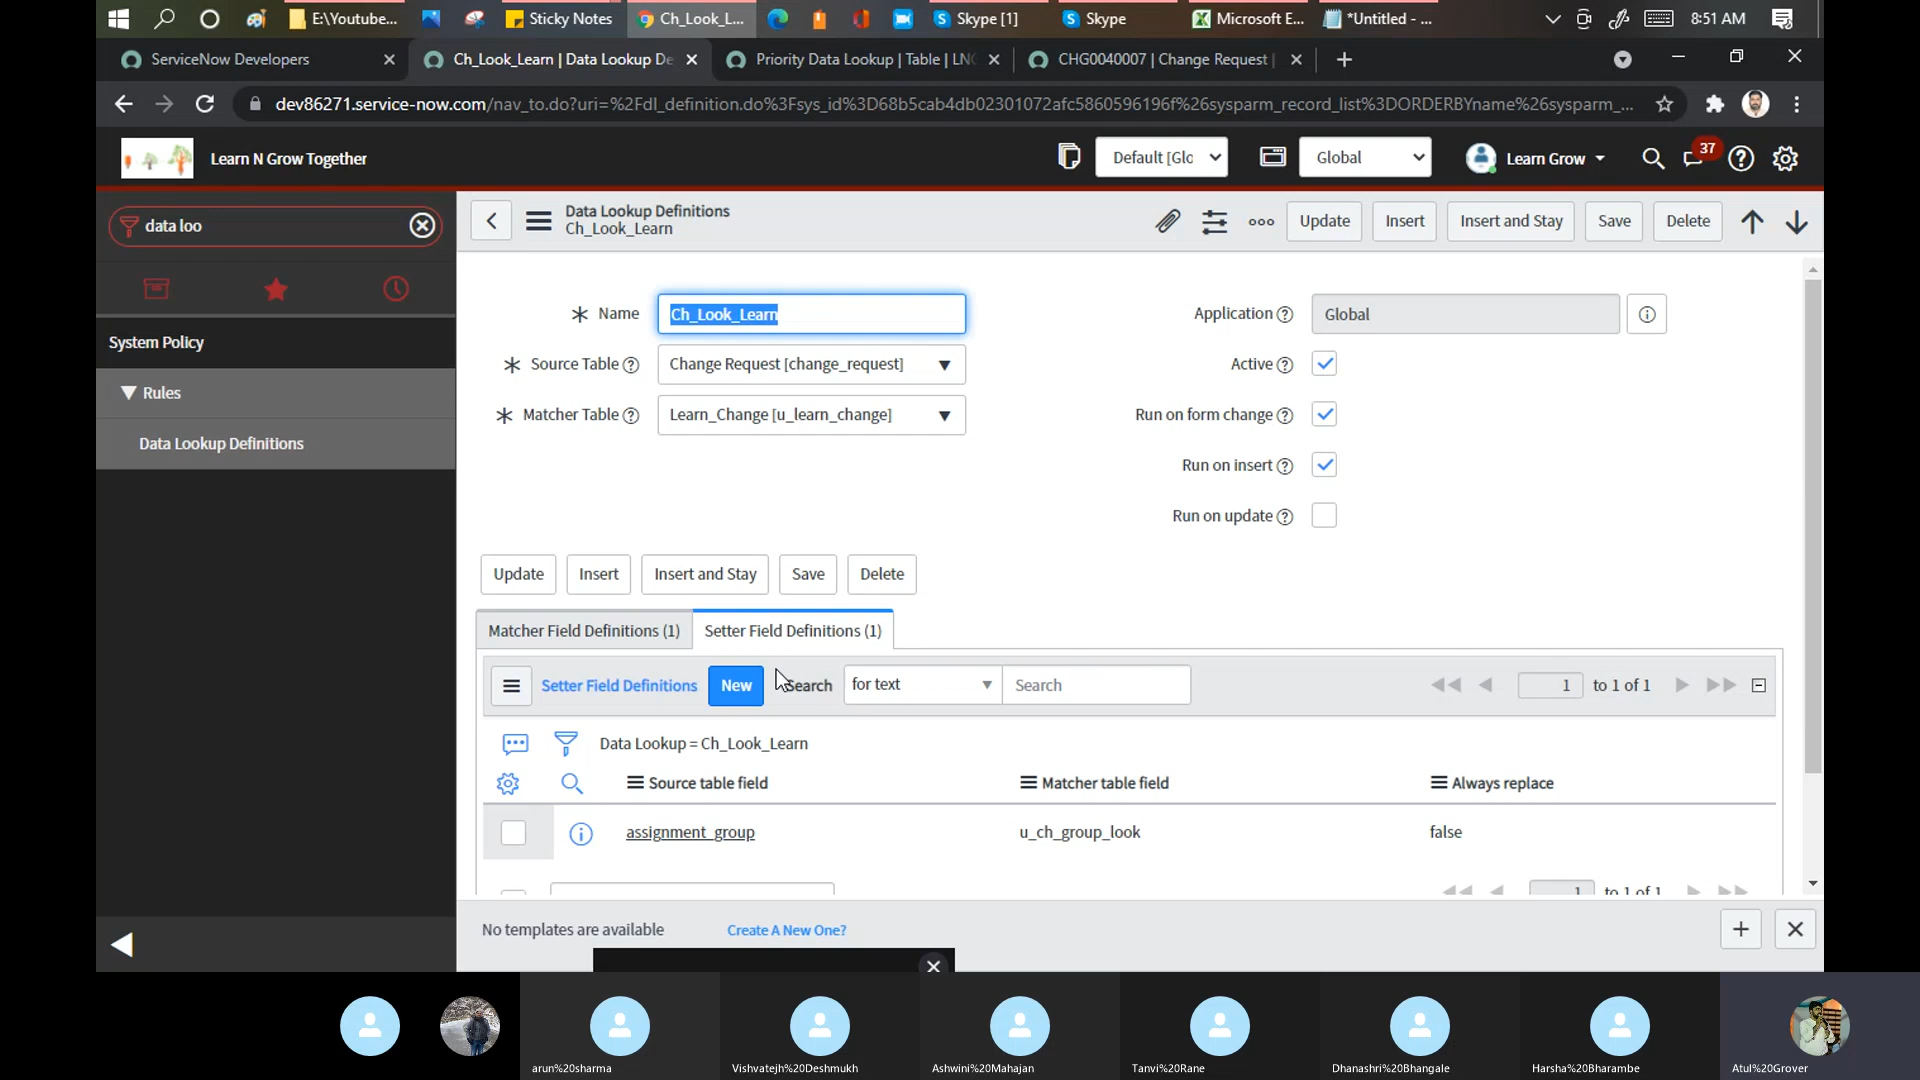 E:\Youtube...
Sticky Notes
Ch_Look_L...
Skype [1]
Skype
Microsoft E...
*Untitled - ...
8:51 AM
ServiceNow Developers
Ch_Look_Learn | Data Lookup De
Priority Data Lookup | Table | LNG
CHG0040007 | Change Request |
dev86271.service-now.com/nav_to.do?uri=%2Fdl_definition.do%3Fsys_id%3D68b5cab4db02301072afc5860596196f%26sysparm_record_list%3DORDERBYname%26sysparm_...
Learn N Grow Together
Default [Glo
Global
Learn Grow
37
data loo
Data Lookup Definitions
Ch_Look_Learn
Update
Insert
Insert and Stay
Save
Delete
System Policy
Rules
Data Lookup Definitions
Name
Ch_Look_Learn
Application
Global
Source Table
Change Request [change_request]
Active
Matcher Table
Learn_Change [u_learn_change]
Run on form change
Run on insert
Run on update
Update
Insert
Insert and Stay
Save
Delete
Matcher Field Definitions (1)
Setter Field Definitions (1)
Setter Field Definitions
New
Search
for text
Search
1
to 1 of 1
Data Lookup = Ch_Look_Learn
Source table field
Matcher table field
Always replace
assignment_group
u_ch_group_look
false
1
to 1 of 1
No templates are available
Create A New One?
arun%20sharma
Vishvatejh%20Deshmukh
Ashwini%20Mahajan
Tanvi%20Rane
Dhanashri%20Bhangale
Harsha%20Bharambe
Atul%20Grover